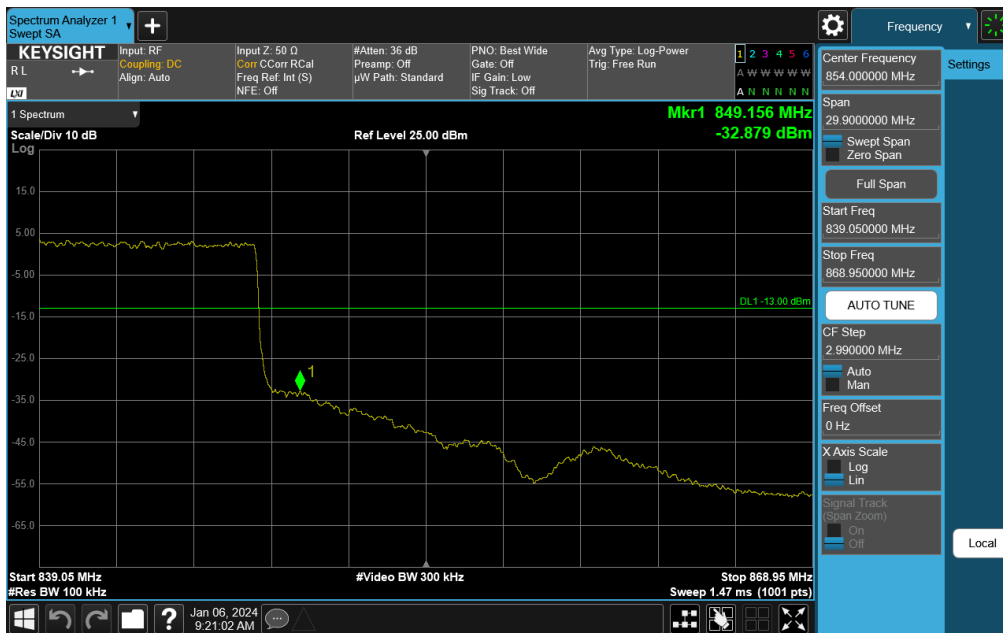 Spectrum Analyzer 1
Swept SA
Frequency
KEYSIGHT
R L
LXI
Input: RF
Coupling: DC
Align: Auto
Input Z: 50 Ω
Corr CCorr RCal
Freq Ref: Int (S)
NFE: Off
#Atten: 36 dB
Preamp: Off
µW Path: Standard
PNO: Best Wide
Gate: Off
IF Gain: Low
Sig Track: Off
Avg Type: Log-Power
Trig: Free Run
1 2 3 4 5 6
A W W W W W
A N N N N N
1 Spectrum
Scale/Div 10 dB
Log
Ref Level 25.00 dBm
Mkr1 849.156 MHz
-32.879 dBm
15.0
5.00
-5.00
DL1 -13.00 dBm
-15.0
-25.0
1
-35.0
-45.0
-55.0
-65.0
Start 839.05 MHz
#Res BW 100 kHz
#Video BW 300 kHz
Stop 868.95 MHz
Sweep 1.47 ms (1001 pts)
Center Frequency
854.000000 MHz
Span
29.9000000 MHz
Swept Span
Zero Span
Full Span
Start Freq
839.050000 MHz
Stop Freq
868.950000 MHz
AUTO TUNE
CF Step
2.990000 MHz
Auto
Man
Freq Offset
0 Hz
X Axis Scale
Log
Lin
Signal Track
(Span Zoom)
On
Off
Settings
Local
?
Jan 06, 2024
9:21:02 AM